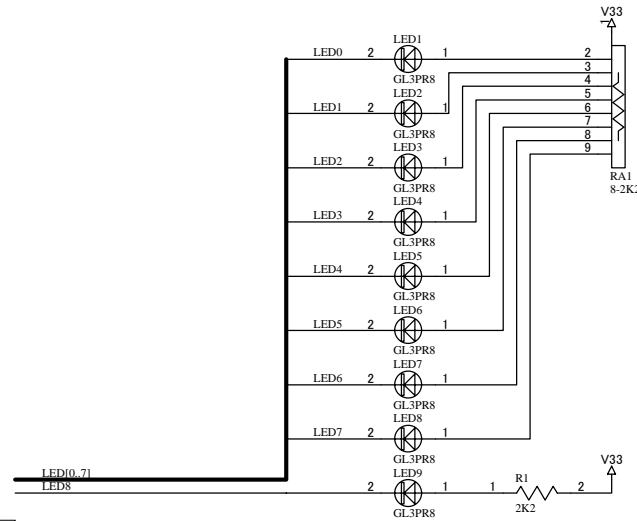 V33
LED1
LED0 2 1 2
GL3PR8 3
LED2 4
LED1 2 1 5
GL3PR8 6
LED3 7
8
LED2 2 1 9
GL3PR8 RA1
LED4 8-2K2
LED3 2 1
GL3PR8
LED5
LED4 2 1
GL3PR8
LED6
LED5 2 1
GL3PR8
LED7
LED6 2 1
GL3PR8
LED8
LED7 2 1
GL3PR8
V33
LED[0..7] LED9 R1
LED8 2 1 1 2
GL3PR8 2K2